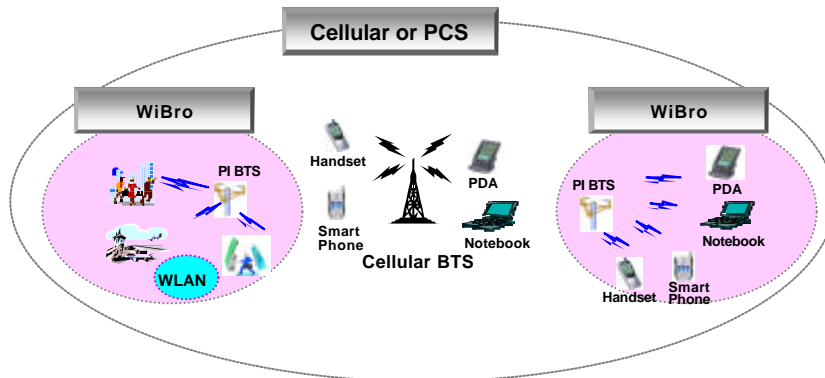 Cellular or PCS
WiBro
PI BTS
WLAN
Handset
Smart
Phone
PDA
Notebook
Cellular BTS
WiBro
PI BTS
PDA
Notebook
Handset
Smart
Phone